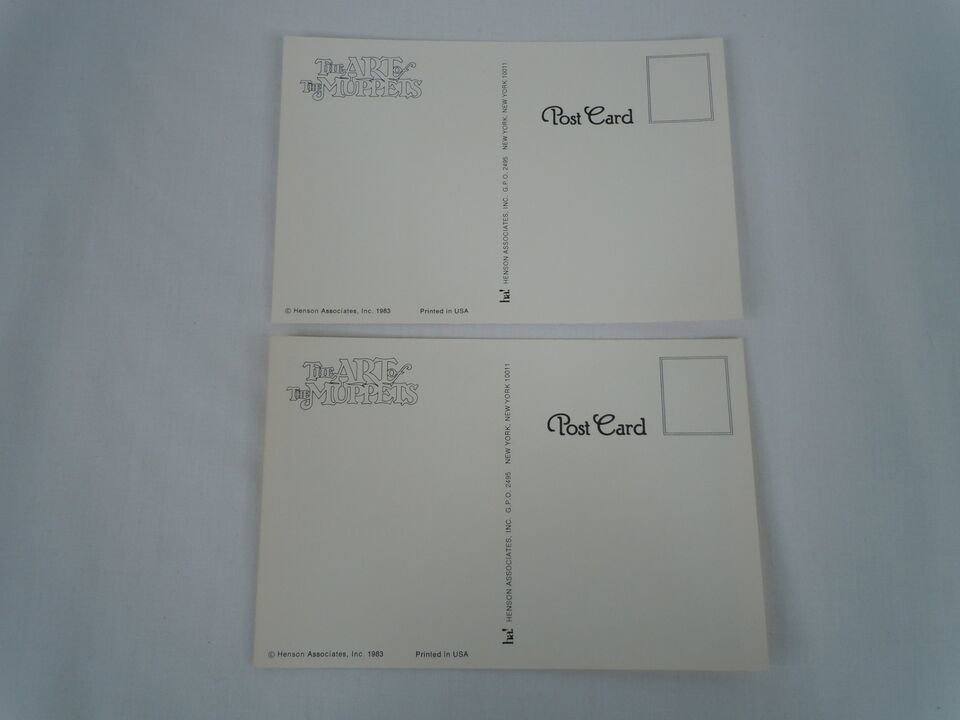 THE ART of
THE MUPPETS
Post Card
ha! HENSON ASSOCIATES, INC. G.P.O. 2495 NEW YORK, NEW YORK 10011
© Henson Associates, Inc. 1983 Printed in USA
THE ART of
THE MUPPETS
Post Card
ha! HENSON ASSOCIATES, INC. G.P.O. 2495 NEW YORK, NEW YORK 10011
© Henson Associates, Inc. 1983 Printed in USA